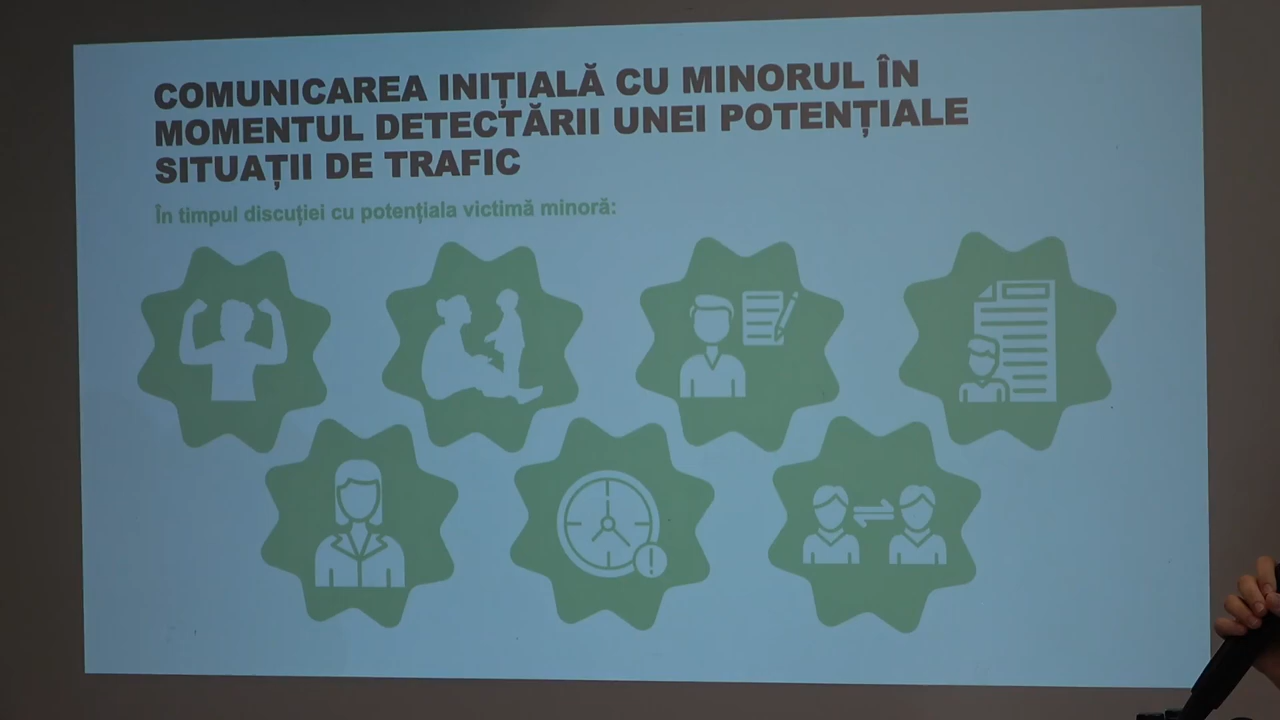 COMUNICAREA INIȚIALĂ CU MINORUL ÎN
MOMENTUL DETECTĂRII UNEI POTENȚIALE
SITUAȚII DE TRAFIC
În timpul discuției cu potențiala victimă minoră: